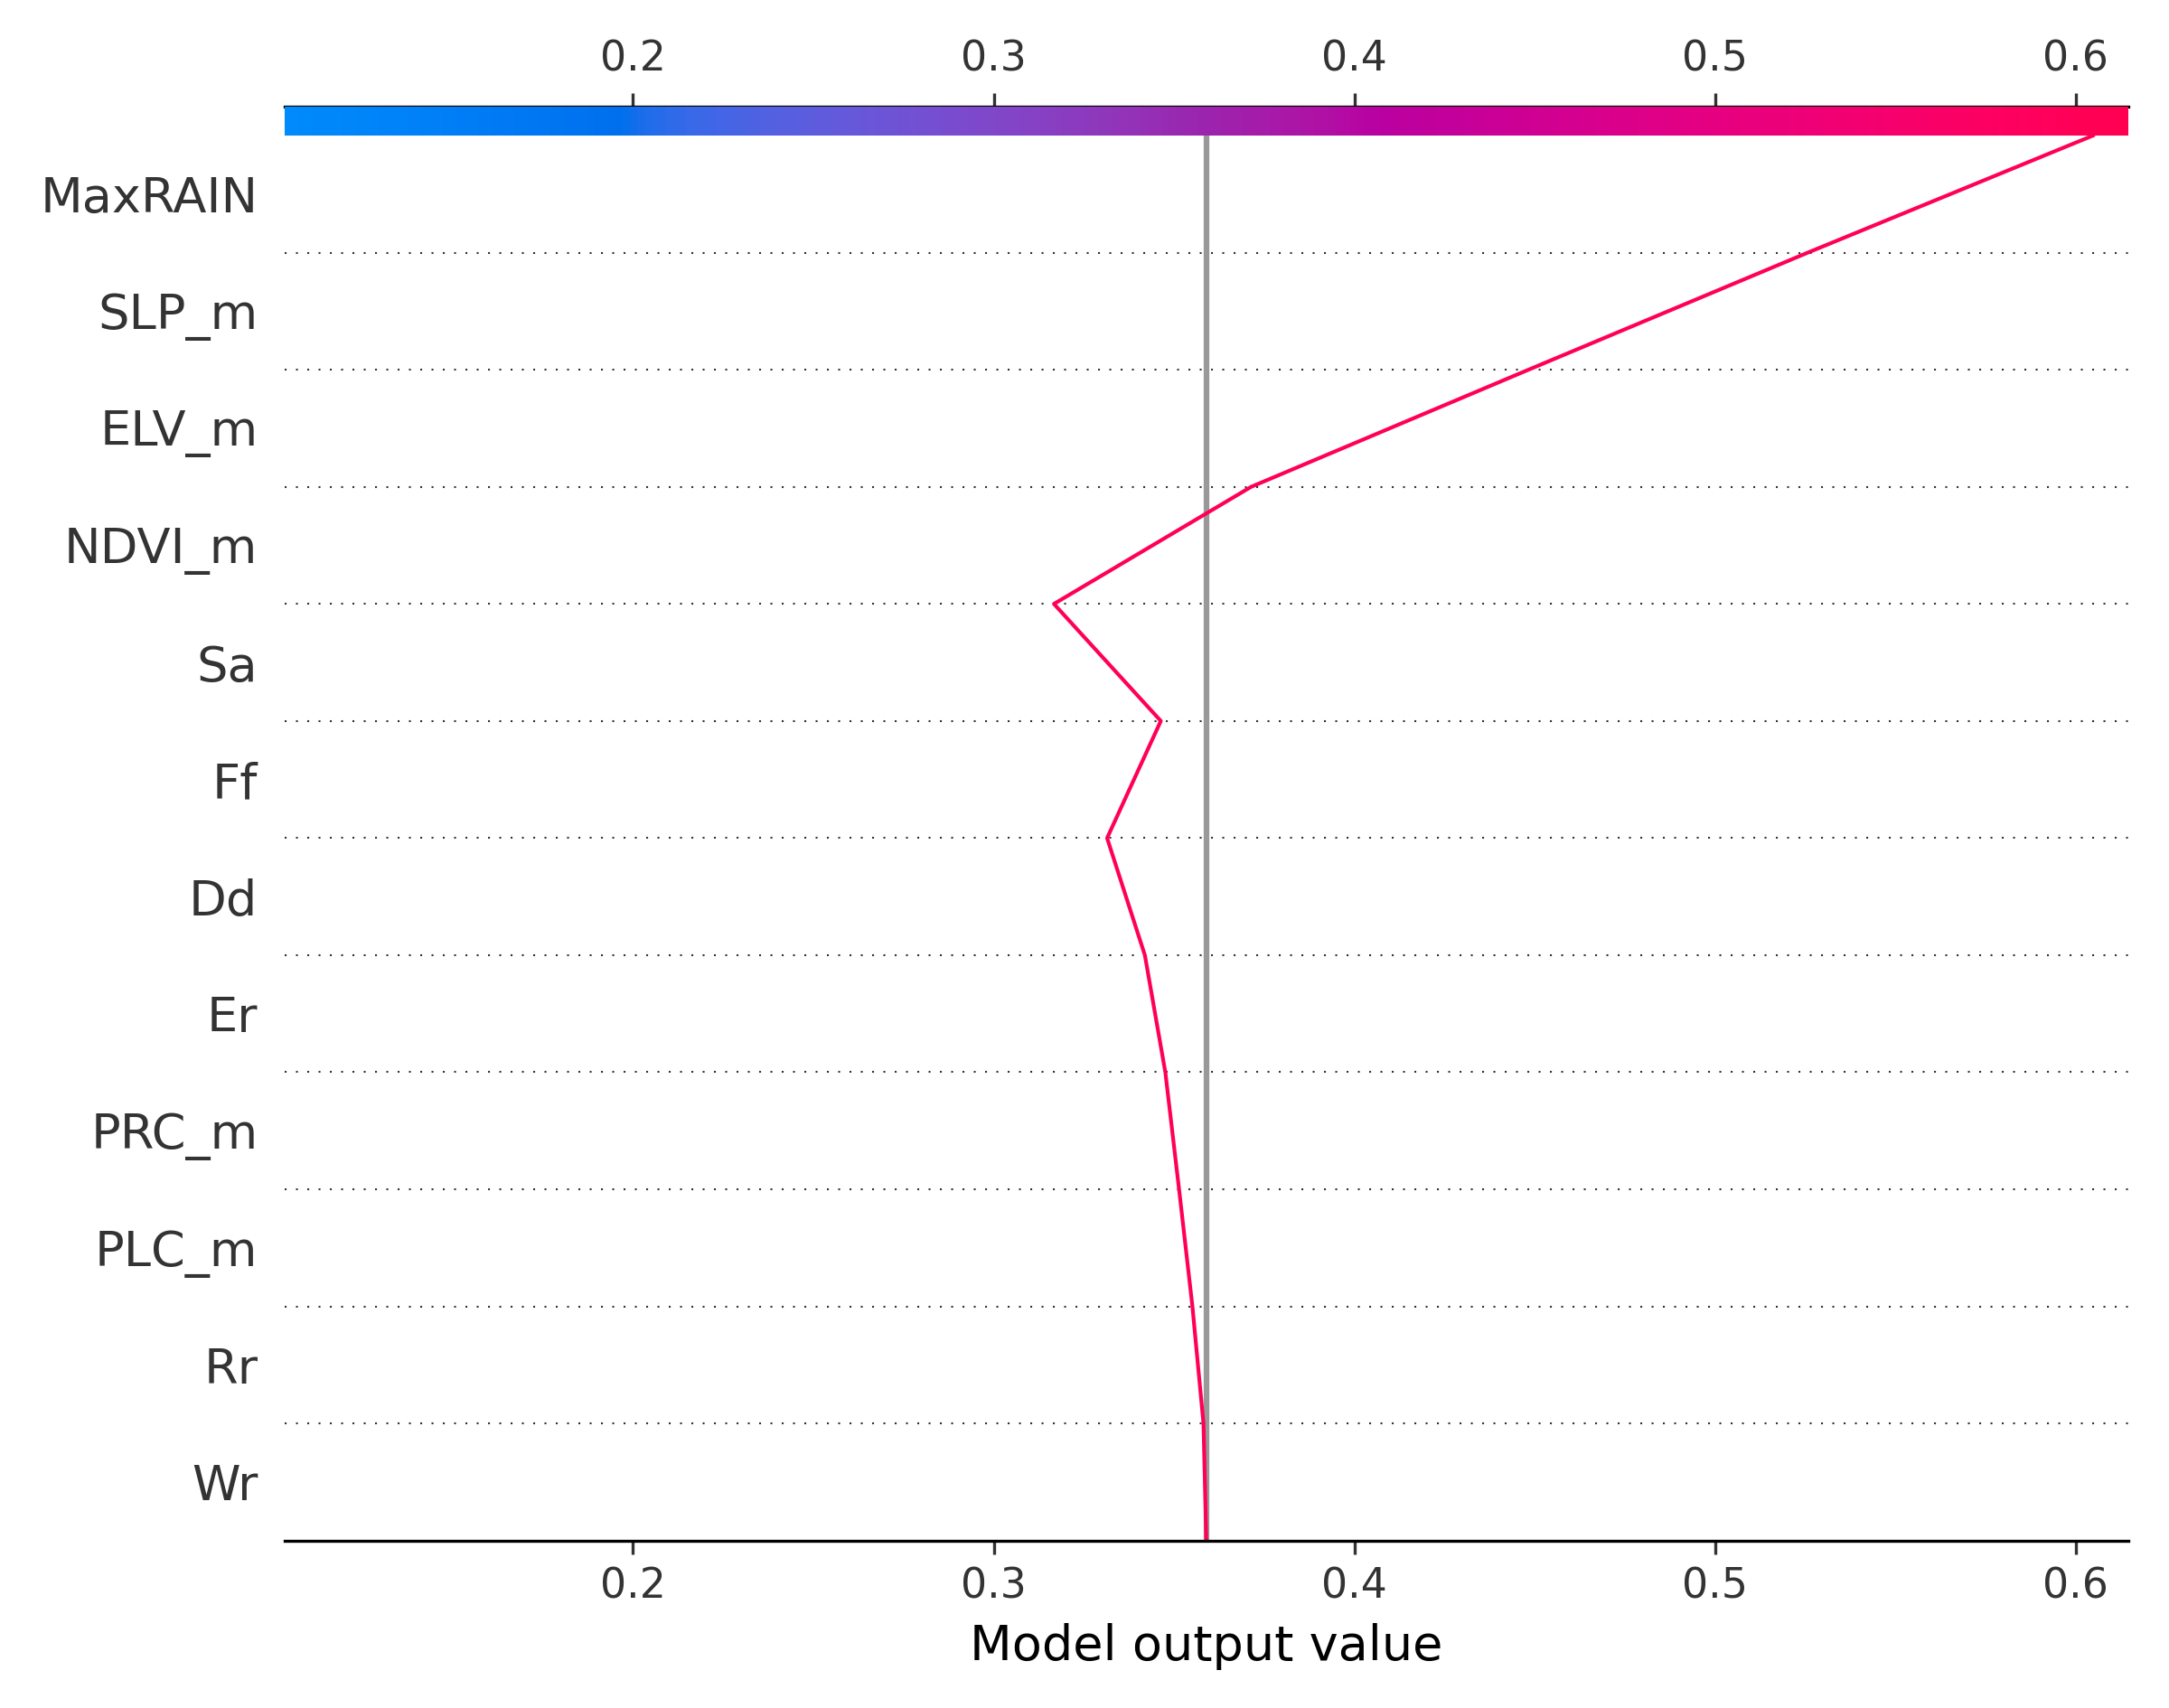 0.2 0.3 0.4 0.5 0.6
MaxRAIN
SLP_m
ELV_m
NDVI_m
Sa
Ff
Dd
Er
PRC_m
PLC_m
Rr
Wr
0.2 0.3 0.4 0.5 0.6
Model output value